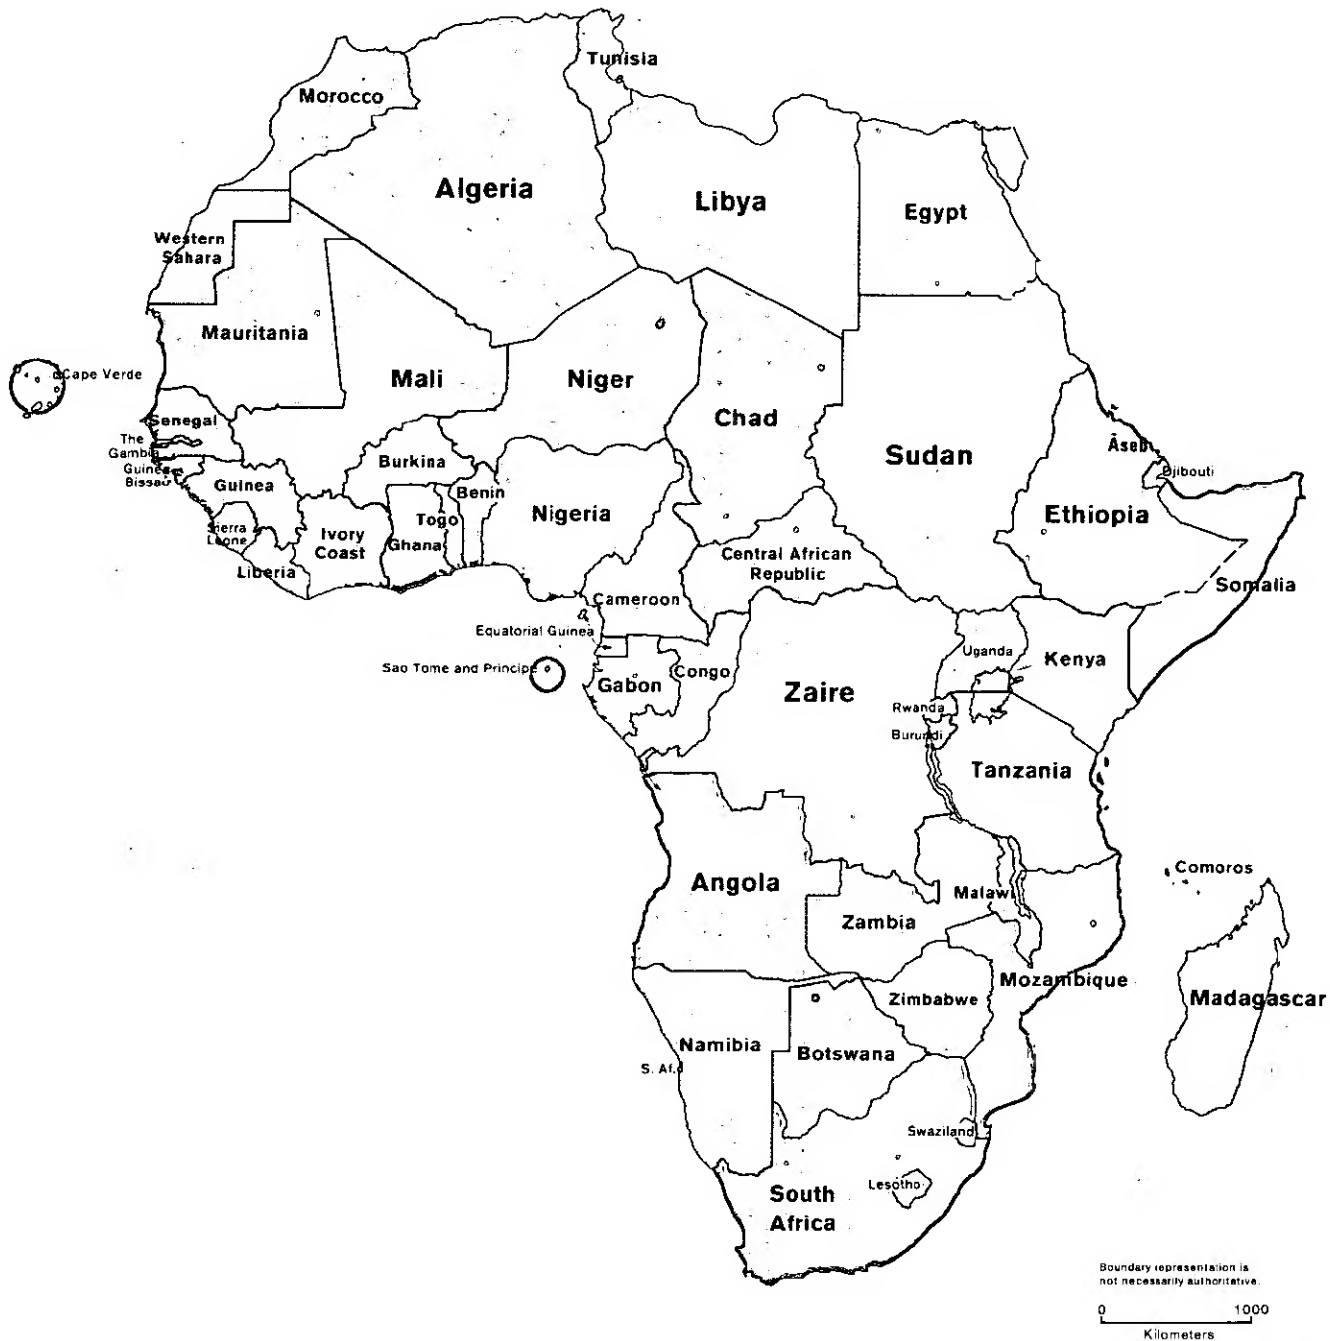 Tunisia
Morocco
Algeria
Libya
Egypt
Western
Sahara
Mauritania
Mali
Niger
Chad
Sudan
Cape Verde
Senegal
The
Gambia
Guinea
Bissau
Guinea
Burkina
Benin
Nigeria
Åseb
Djibouti
Ethiopia
Sierra
Leone
Ivory
Coast
Togo
Ghana
Liberia
Central African
Republic
Somalia
Cameroon
Equatorial Guinea
Sao Tome and Principe
Gabon
Congo
Zaire
Uganda
Kenya
Rwanda
Burundi
Tanzania
Comoros
Angola
Malawi
Zambia
Mozambique
Madagascar
Zimbabwe
Namibia
Botswana
S. Af.
Swaziland
Lesotho
South
Africa
Boundary representation is
not necessarily authoritative.
0 1000
Kilometers